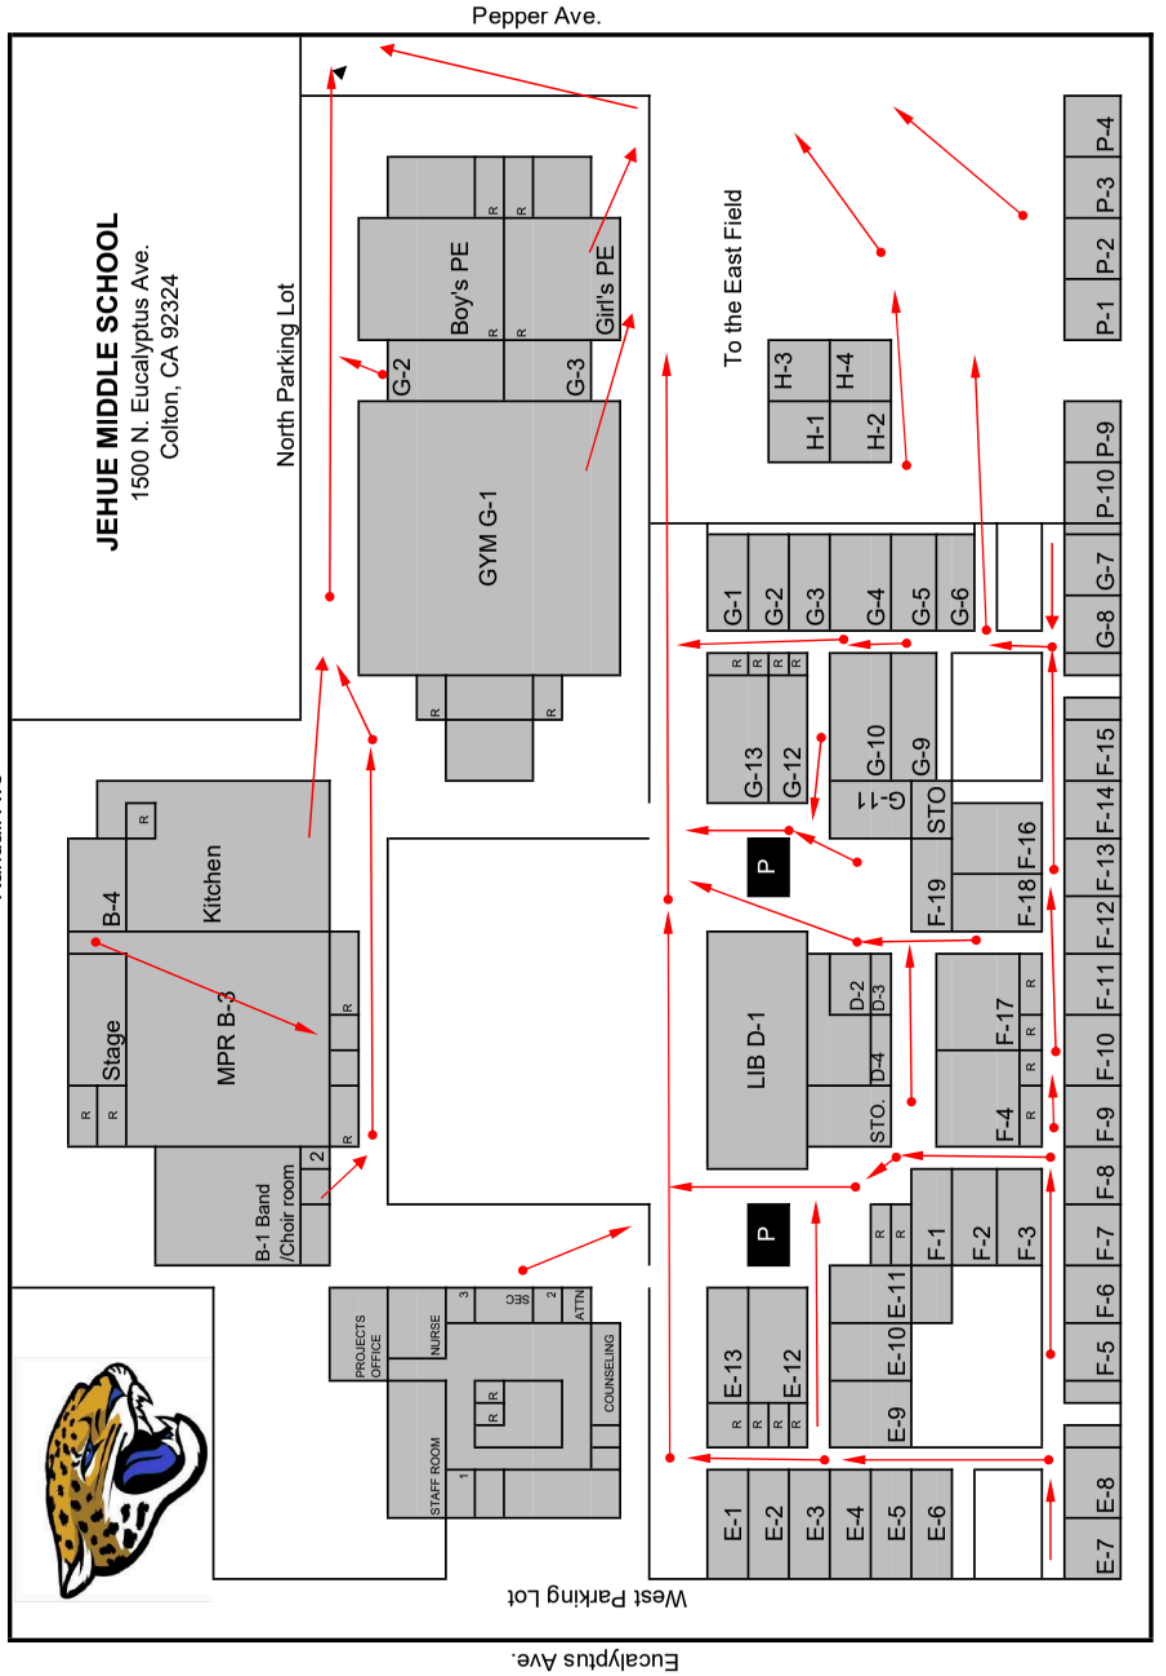 Pepper Ave.
JEHUE MIDDLE SCHOOL
1500 N. Eucalyptus Ave.
Colton, CA 92324
North Parking Lot
To the East Field
West Parking Lot
Eucalyptus Ave.
Boy's PE
Girl's PE
R
R
R
R
G-2
G-3
GYM G-1
R
R
R
B-4
Kitchen
Stage
MPR B-3
R
R
R
R
B-1 Band
/Choir room
2
PROJECTS
OFFICE
NURSE
3
SEC
2
ATTN
COUNSELING
R
R
STAFF ROOM
1
P-4
P-3
P-2
P-1
H-3
H-4
H-1
H-2
P-9
P-10
G-7
G-8
G-1
G-2
G-3
G-4
G-5
G-6
R
R
R
R
G-13
G-12
G-10
G-9
G-11
STO
P
F-19
F-16
F-18
F-15
F-14
F-13
F-12
F-11
F-10
F-9
F-8
F-7
F-6
F-5
LIB D-1
D-2
D-3
D-4
STO.
F-17
F-4
R
R
R
R
P
R
R
F-1
F-2
F-3
E-11
E-10
E-9
E-13
E-12
R
R
R
R
E-1
E-2
E-3
E-4
E-5
E-6
E-8
E-7